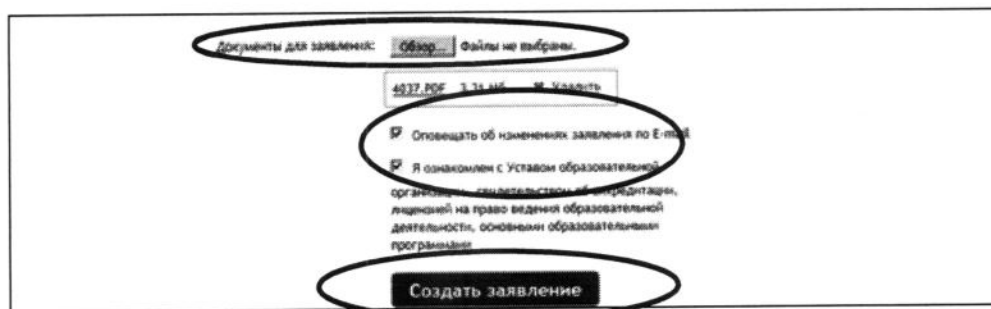 Документы для заявления: Обзор... Файлы не выбраны.
4037.PDF 3.21 Мб Удалить
Оповещать об изменениях заявления по E-mail
Я ознакомлен с Уставом образовательной
организации, свидетельством об аккредитации,
лицензией на право ведения образовательной
деятельности, основными образовательными
программами
Создать заявление